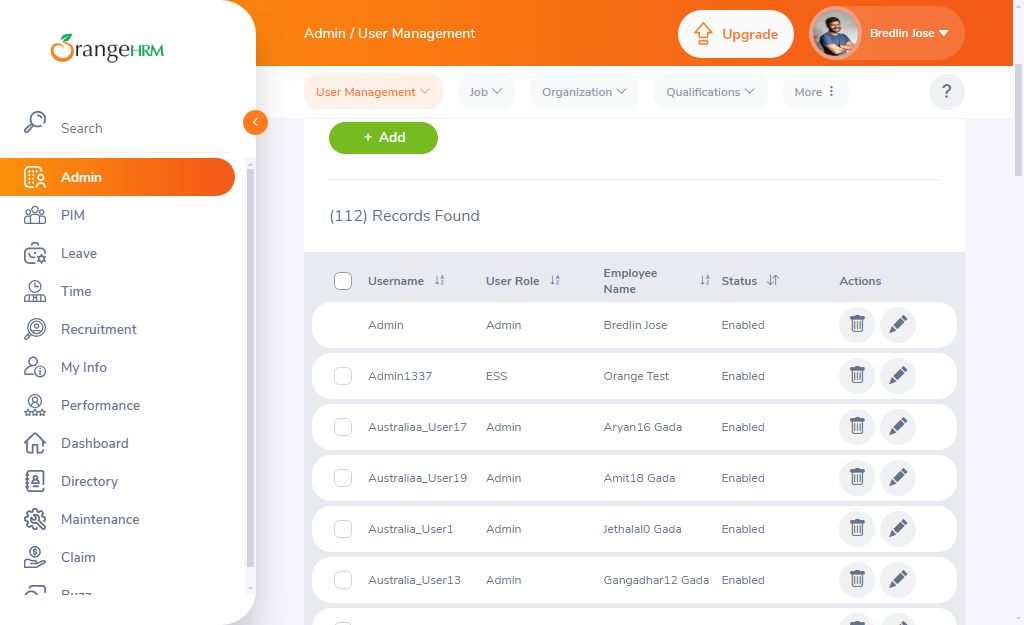 OrangeHRM
Search
Admin
PIM
Leave
Time
Recruitment
My Info
Performance
Dashboard
Directory
Maintenance
Claim
Buzz
Admin / User Management
Upgrade
Bredlin Jose
User Management
Job
Organization
Qualifications
More
?
+ Add
(112) Records Found
Username User Role Employee Name Status Actions
Admin Admin Bredlin Jose Enabled
Admin1337 ESS Orange Test Enabled
Australiaa_User17 Admin Aryan16 Gada Enabled
Australiaa_User19 Admin Amit18 Gada Enabled
Australia_User1 Admin Jethalal0 Gada Enabled
Australia_User13 Admin Gangadhar12 Gada Enabled